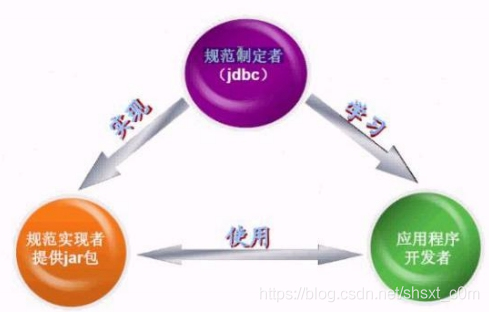 规范制定者
（jdbc）
实现
学习
规范实现者
提供jar包
使用
应用程序
开发者
https://blog.csdn.net/shsxt_o0m